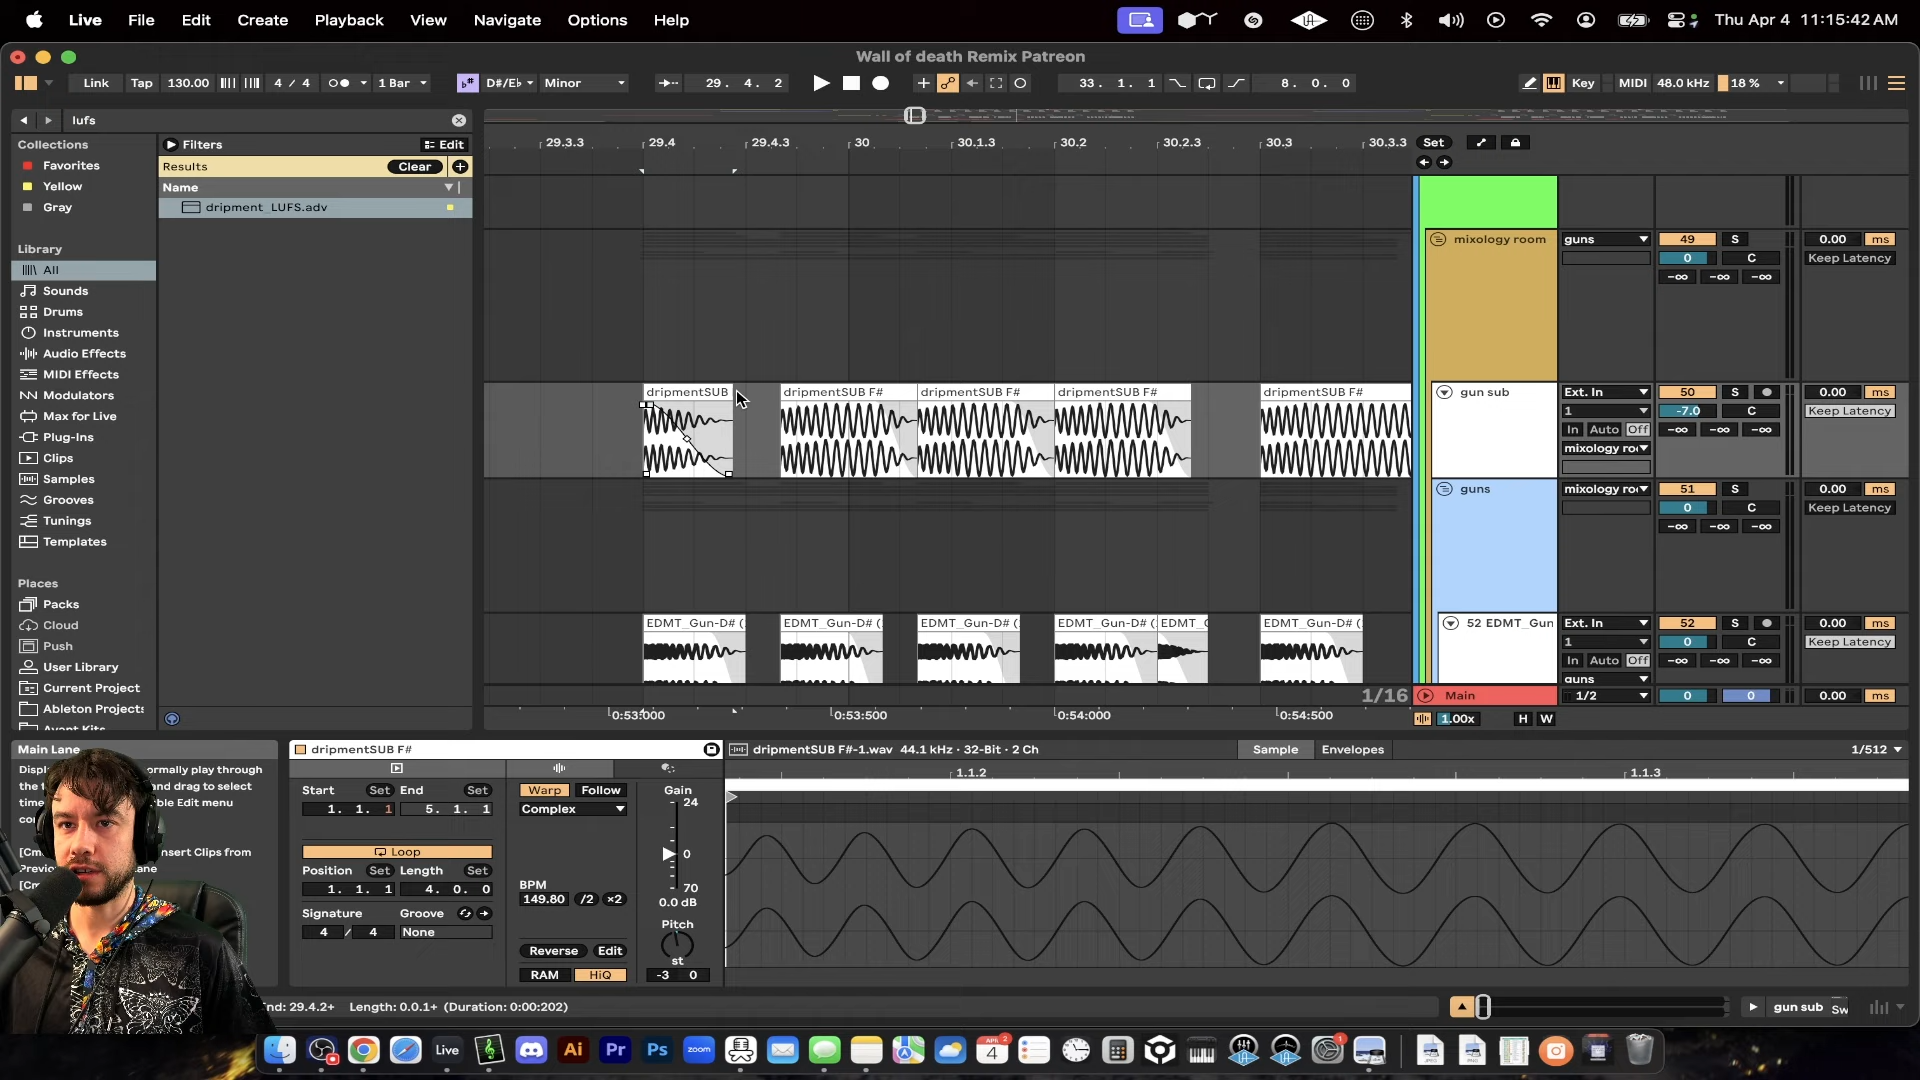 Live File Edit Create Playback View Navigate Options Help Thu Apr 4 11:15:42 AM
Wall of death Remix Patreon
Link Tap 130.00 4 / 4 1 Bar D#/Eb Minor 29. 4. 2 33. 1. 1 8. 0. 0 Key MIDI 48.0 kHz 18 %
lufs
Collections
Favorites
Yellow
Gray
Library
All
Sounds
Drums
Instruments
Audio Effects
MIDI Effects
Modulators
Max for Live
Plug-Ins
Clips
Samples
Grooves
Tunings
Templates
Places
Packs
Cloud
Push
User Library
Current Project
Ableton Projects
Filters Edit
Results Clear
Name
dripment_LUFS.adv
29.3.3 29.4 29.4.3 30 30.1.3 30.2 30.2.3 30.3 30.3.3 Set
mixology room guns 49 S 0.00 ms
0 C Keep Latency
-∞ -∞ -∞
dripmentSUB dripmentSUB F# dripmentSUB F# dripmentSUB F# dripmentSUB F#
gun sub Ext. In 50 S 0.00 ms
1 -7.0 C Keep Latency
In Auto Off -∞ -∞ -∞
mixology ro
guns mixology ro 51 S 0.00 ms
0 C Keep Latency
-∞ -∞ -∞
EDMT_Gun-D# ( EDMT_Gun-D# ( EDMT_Gun-D# ( EDMT_Gun-D# ( EDMT_G EDMT_Gun-D# (
52 EDMT_Gun Ext. In 52 S 0.00 ms
1 0 C Keep Latency
In Auto Off -∞ -∞ -∞
guns
1/16 Main 1/2 0 0 0.00 ms
0:53:000 0:53:500 0:54:000 0:54:500 1.00x H W
Main Lane
ormally play through
and drag to select
Edit menu
nsert Clips from
dripmentSUB F#
Start Set End Set
1. 1. 1 5. 1. 1
Loop
Position Set Length Set
1. 1. 1 4. 0. 0
Signature Groove
4 / 4 None
Warp Follow
Complex
BPM
149.80 /2 ×2
Reverse Edit
RAM HiQ
Gain
24
0
70
0.0 dB
Pitch
st
-3 0
dripmentSUB F#-1.wav 44.1 kHz · 32-Bit · 2 Ch Sample Envelopes 1/512
1.1.2 1.1.3
nd: 29.4.2+ Length: 0.0.1+ (Duration: 0:00:202) gun sub Sw
Live Ai Pr Ps zoom APR 4 2 1